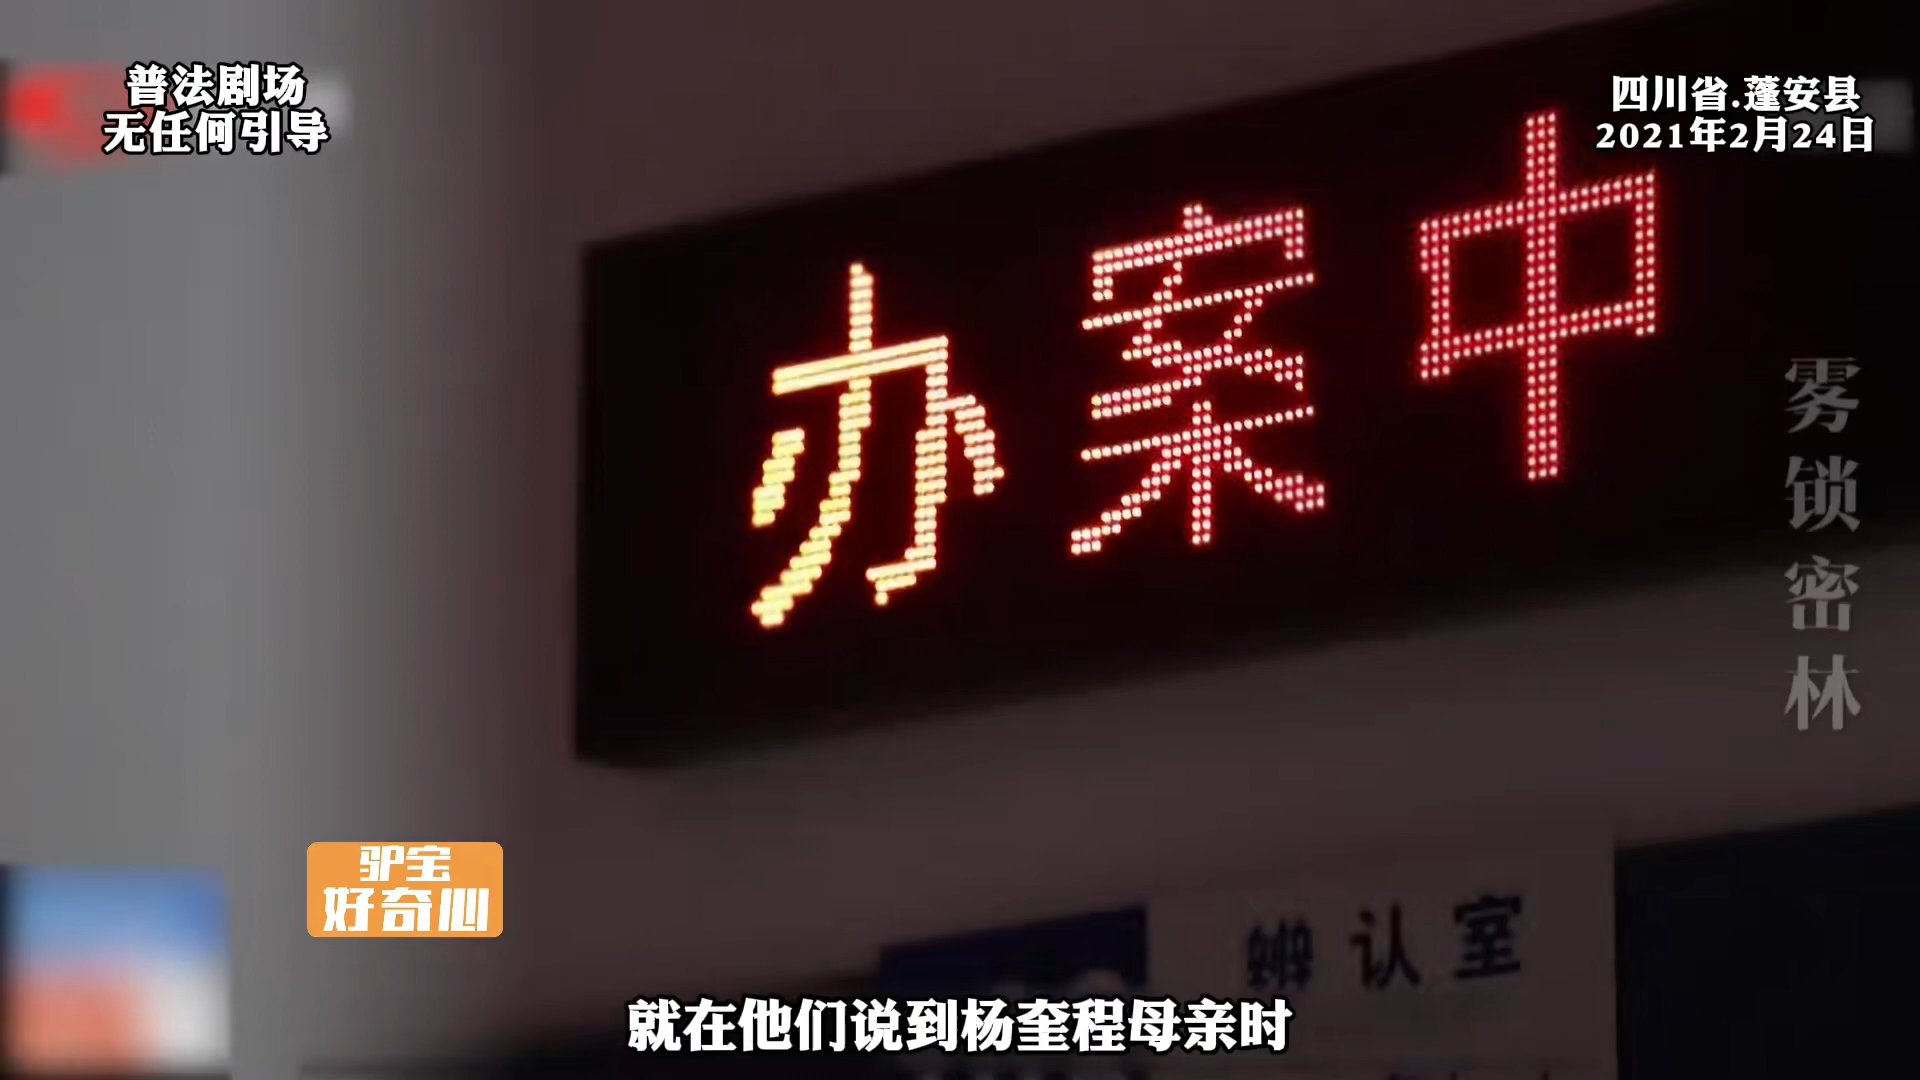 普法剧场
无任何引导
四川省.蓬安县
2021年2月24日
办案中
雾锁密林
驴宝
好奇心
辨认室
就在他们说到杨奎程母亲时